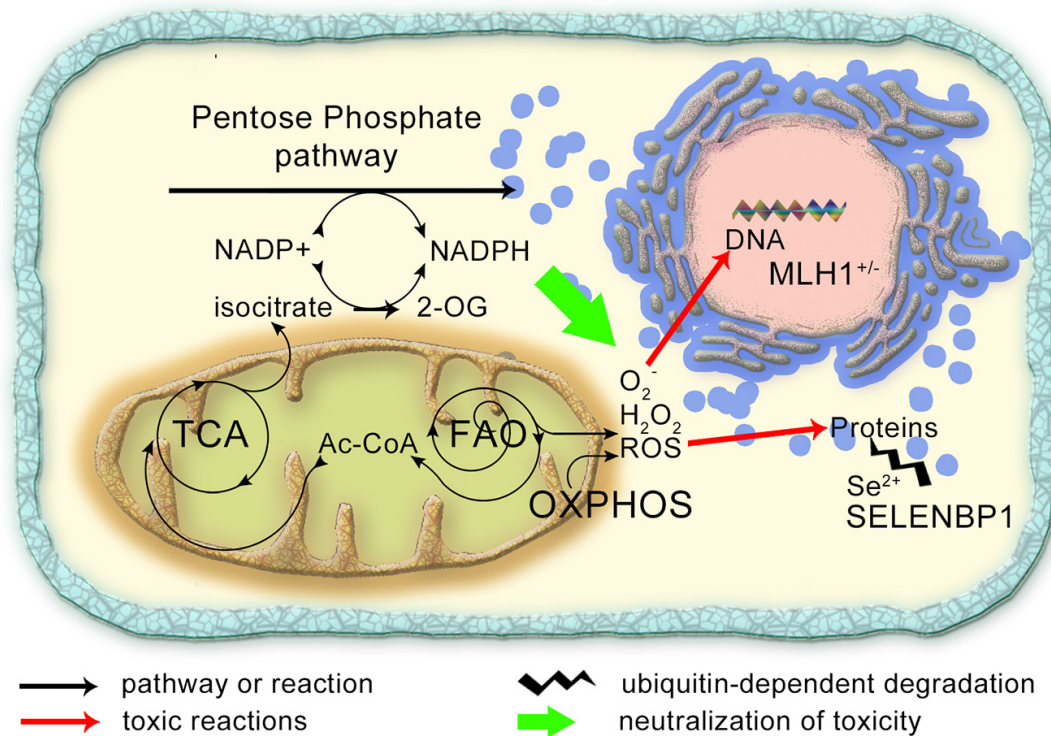 Pentose Phosphate
pathway
NADP+
NADPH
isocitrate
2-OG
DNA
MLH1+/-
TCA
Ac-CoA
FAO
OXPHOS
O2-
H2O2
ROS
Proteins
Se2+
SELENBP1
pathway or reaction
ubiquitin-dependent degradation
toxic reactions
neutralization of toxicity